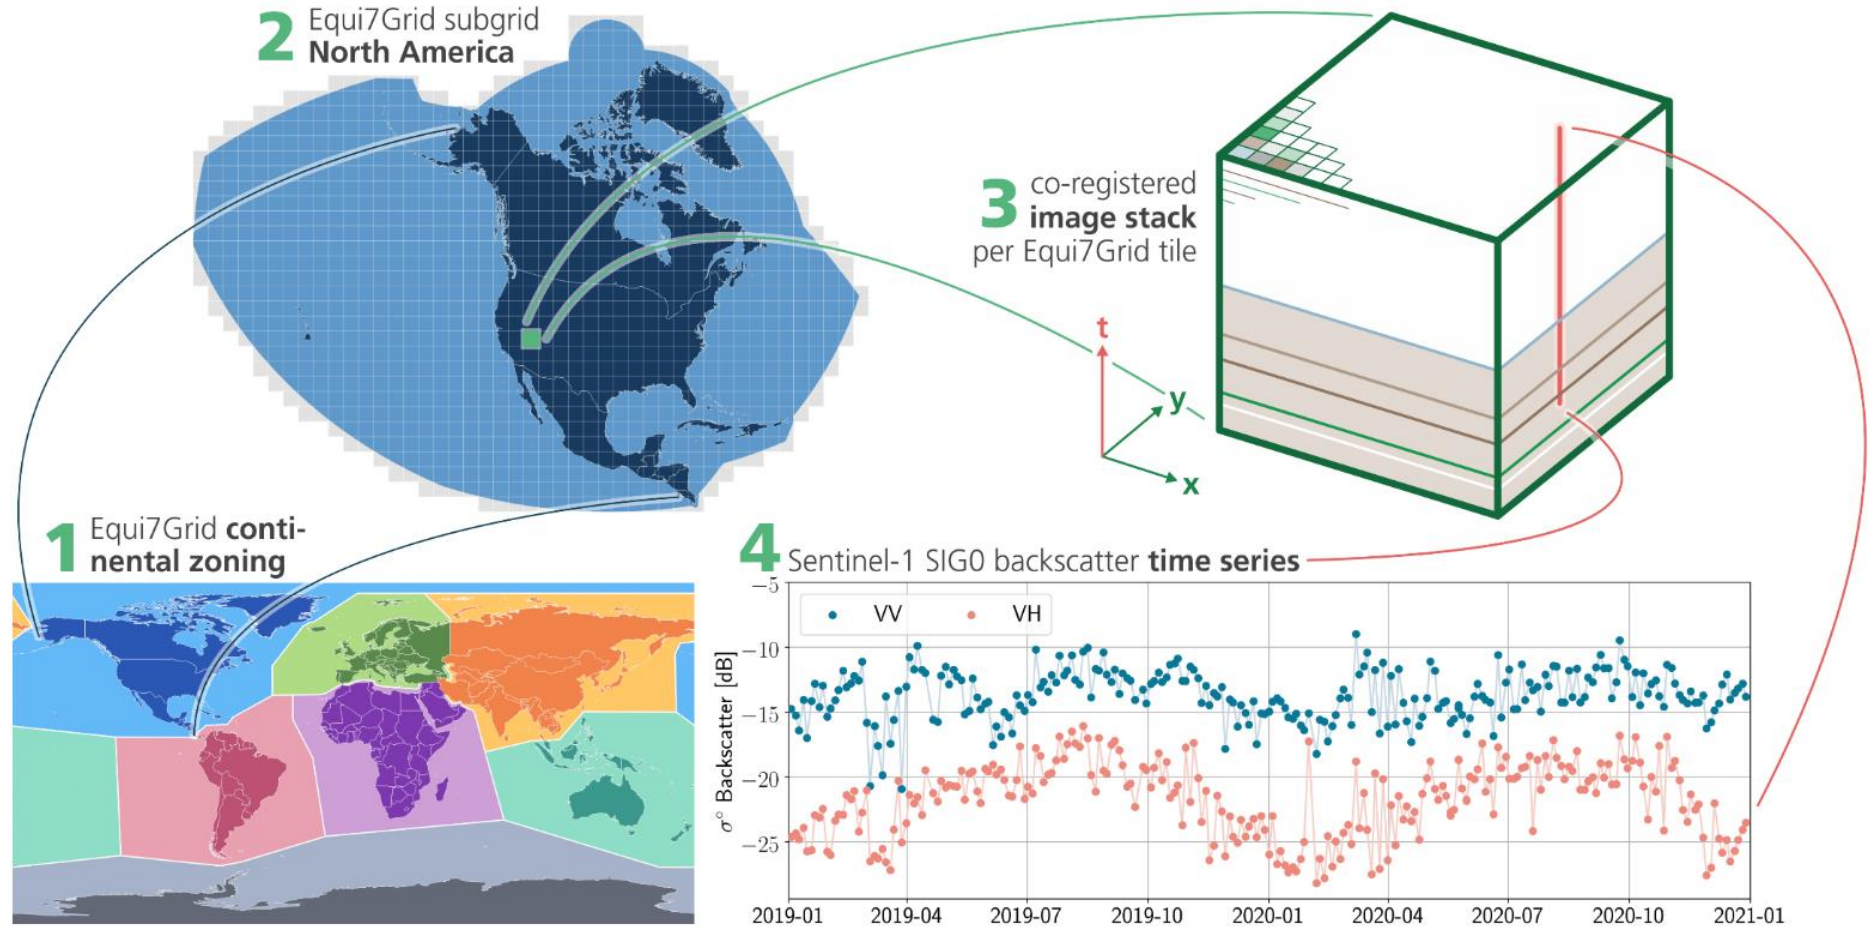 2 Equi7Grid subgrid
North America
3 co-registered
image stack
per Equi7Grid tile
t
y
x
1 Equi7Grid conti-
nental zoning
4 Sentinel-1 SIG0 backscatter time series
VV
VH
σ° Backscatter [dB]
−5
−10
−15
−20
−25
2019-01
2019-04
2019-07
2019-10
2020-01
2020-04
2020-07
2020-10
2021-01